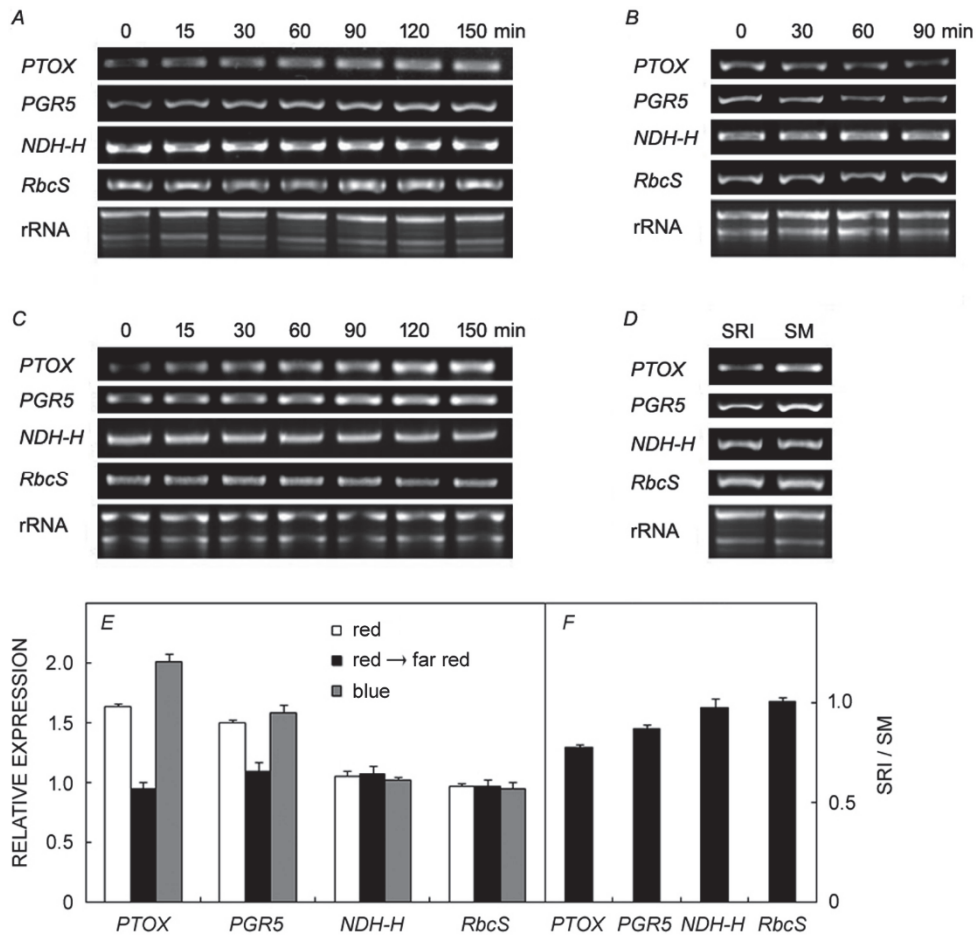 A
0 15 30 60 90 120 150 min
PTOX
PGR5
NDH-H
RbcS
rRNA
B
0 30 60 90 min
PTOX
PGR5
NDH-H
RbcS
rRNA
C
0 15 30 60 90 120 150 min
PTOX
PGR5
NDH-H
RbcS
rRNA
D
SRI SM
PTOX
PGR5
NDH-H
RbcS
rRNA
E
red
red → far red
blue
RELATIVE EXPRESSION
2.0
1.5
1.0
0.5
0
PTOX PGR5 NDH-H RbcS
F
1.0
0.5
0
SRI / SM
PTOX PGR5 NDH-H RbcS